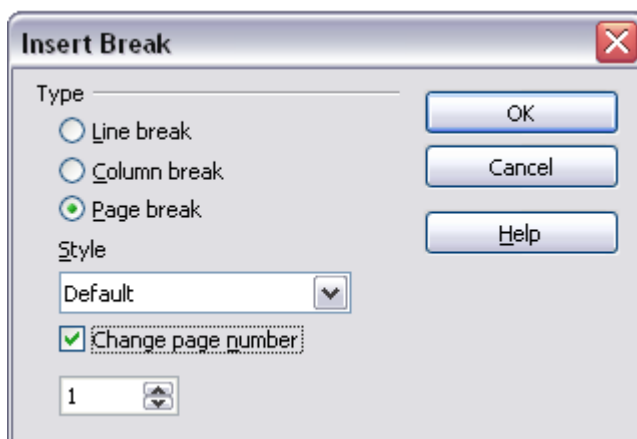 Insert Break
Type
Line break
Column break
Page break
Style
Default
Change page number
1
OK
Cancel
Help